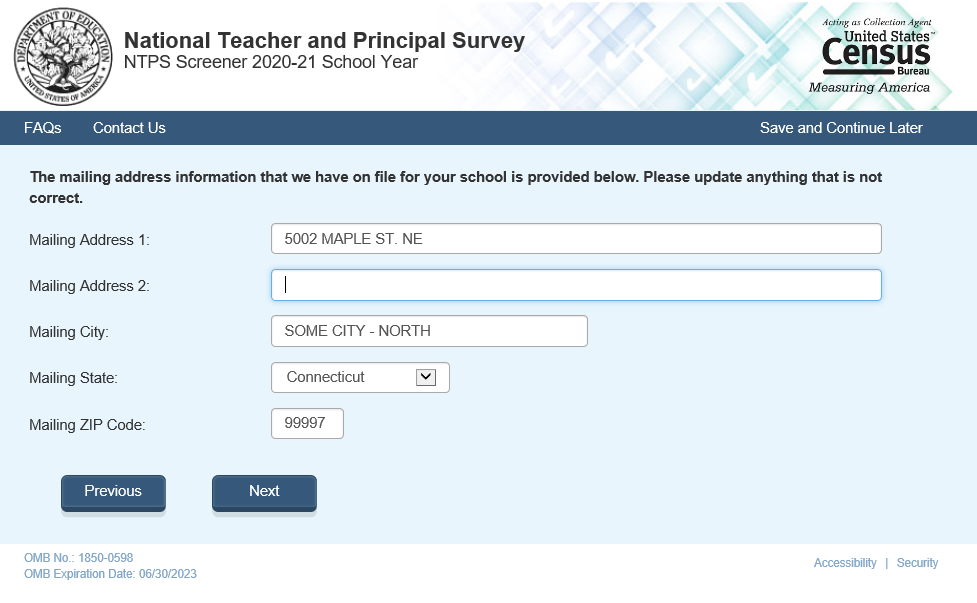 DEPARTMENT OF EDUCATION
UNITED STATES OF AMERICA
National Teacher and Principal Survey
NTPS Screener 2020-21 School Year
Acting as Collection Agent
United States™
Census
Bureau
Measuring America
FAQs Contact Us Save and Continue Later
The mailing address information that we have on file for your school is provided below. Please update anything that is not
correct.
Mailing Address 1: 5002 MAPLE ST. NE
Mailing Address 2:
Mailing City: SOME CITY - NORTH
Mailing State: Connecticut
Mailing ZIP Code: 99997
Previous Next
OMB No.: 1850-0598
OMB Expiration Date: 06/30/2023
Accessibility | Security